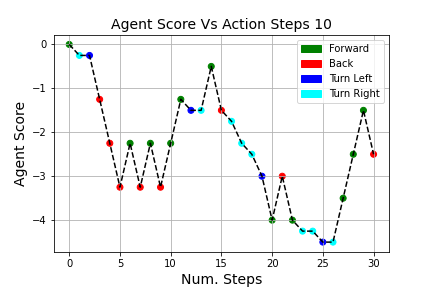 Agent Score Vs Action Steps 10
Forward
Back
Turn Left
Turn Right
Agent Score
0
−1
−2
−3
−4
0 5 10 15 20 25 30
Num. Steps